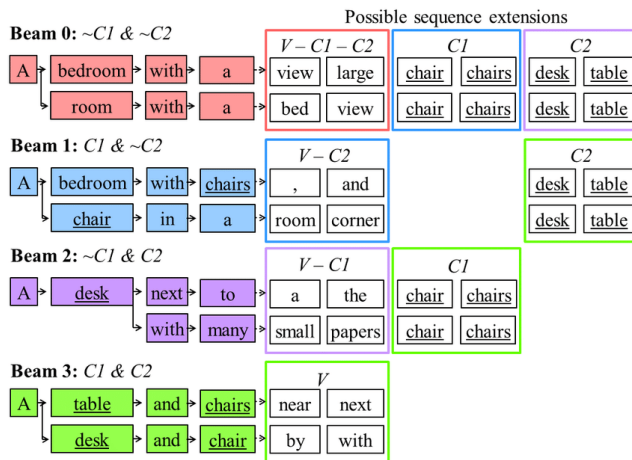 Possible sequence extensions
Beam 0: ~C1 & ~C2
V – C1 – C2 C1 C2
A bedroom with a view large chair chairs desk table
room with a bed view chair chairs desk table
Beam 1: C1 & ~C2
V – C2 C2
A bedroom with chairs , and desk table
chair in a room corner desk table
Beam 2: ~C1 & C2
V – C1 C1
A desk next to a the chair chairs
with many small papers chair chairs
Beam 3: C1 & C2
V
A table and chairs near next
desk and chair by with